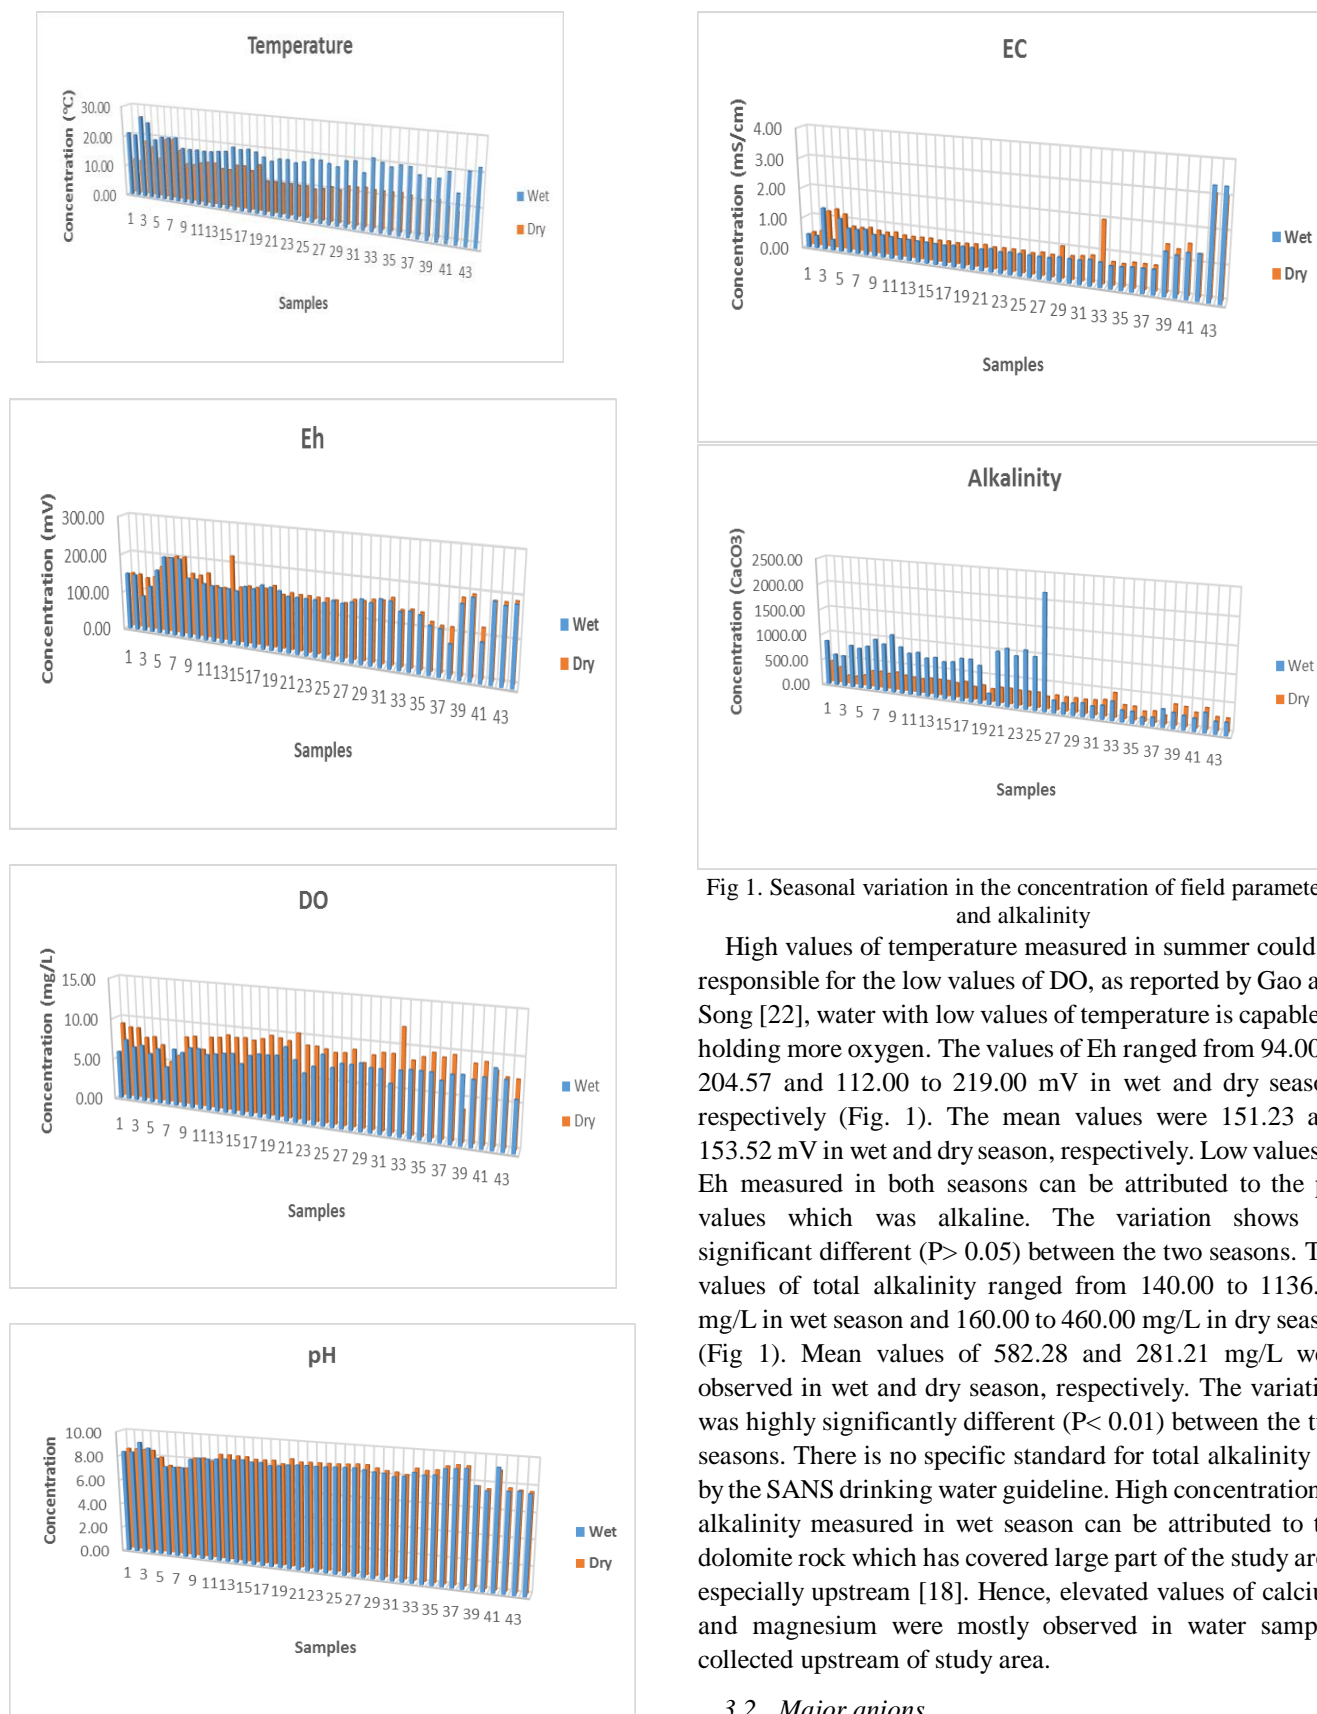 Temperature
Concentration (°C)
30.00
20.00
10.00
0.00
1 3 5 7 9 11 13 15 17 19 21 23 25 27 29 31 33 35 37 39 41 43
Samples
Wet
Dry
Eh
Concentration (mV)
300.00
200.00
100.00
0.00
1 3 5 7 9 11 13 15 17 19 21 23 25 27 29 31 33 35 37 39 41 43
Samples
Wet
Dry
DO
Concentration (mg/L)
15.00
10.00
5.00
0.00
1 3 5 7 9 11 13 15 17 19 21 23 25 27 29 31 33 35 37 39 41 43
Samples
Wet
Dry
pH
Concentration
10.00
8.00
6.00
4.00
2.00
0.00
1 3 5 7 9 11 13 15 17 19 21 23 25 27 29 31 33 35 37 39 41 43
Samples
Wet
Dry
EC
Concentration (mS/cm)
4.00
3.00
2.00
1.00
0.00
1 3 5 7 9 11 13 15 17 19 21 23 25 27 29 31 33 35 37 39 41 43
Samples
Wet
Dry
Alkalinity
Concentration (CaCO3)
2500.00
2000.00
1500.00
1000.00
500.00
0.00
1 3 5 7 9 11 13 15 17 19 21 23 25 27 29 31 33 35 37 39 41 43
Samples
Wet
Dry
Fig 1. Seasonal variation in the concentration of field paramete
and alkalinity
High values of temperature measured in summer could
responsible for the low values of DO, as reported by Gao a
Song [22], water with low values of temperature is capable
holding more oxygen. The values of Eh ranged from 94.00
204.57 and 112.00 to 219.00 mV in wet and dry seaso
respectively (Fig. 1). The mean values were 151.23 a
153.52 mV in wet and dry season, respectively. Low values
Eh measured in both seasons can be attributed to the p
values which was alkaline. The variation shows
significant different (P> 0.05) between the two seasons. T
values of total alkalinity ranged from 140.00 to 1136.
mg/L in wet season and 160.00 to 460.00 mg/L in dry seas
(Fig 1). Mean values of 582.28 and 281.21 mg/L we
observed in wet and dry season, respectively. The variati
was highly significantly different (P< 0.01) between the t
seasons. There is no specific standard for total alkalinity
by the SANS drinking water guideline. High concentration
alkalinity measured in wet season can be attributed to t
dolomite rock which has covered large part of the study are
especially upstream [18]. Hence, elevated values of calciu
and magnesium were mostly observed in water samp
collected upstream of study area.
3.2 Major anions